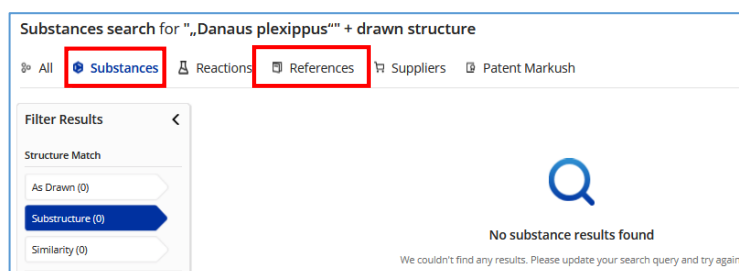 Substances search for "„Danaus plexippus“" + drawn structure
All Substances Reactions References Suppliers Patent Markush
Filter Results
Structure Match
As Drawn (0)
Substructure (0)
Similarity (0)
No substance results found
We couldn't find any results. Please update your search query and try again